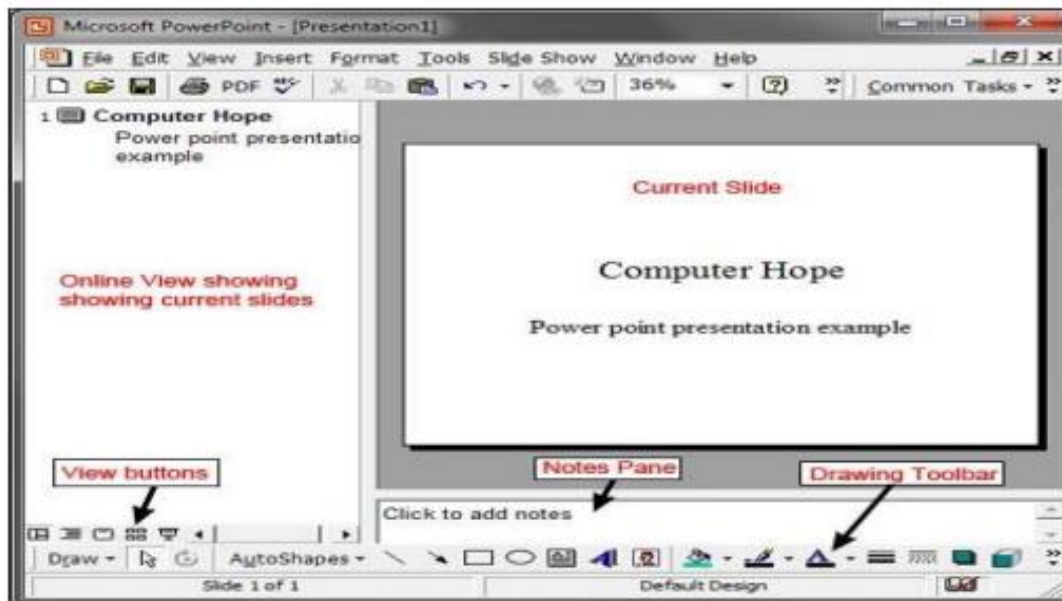 Microsoft PowerPoint - [Presentation1]
File Edit View Insert Format Tools Slide Show Window Help
PDF 36% Common Tasks
1 Computer Hope
Power point presentatio
example
Online View showing
showing current slides
Current Slide
Computer Hope
Power point presentation example
View buttons
Notes Pane
Drawing Toolbar
Click to add notes
Draw AutoShapes
Slide 1 of 1 Default Design